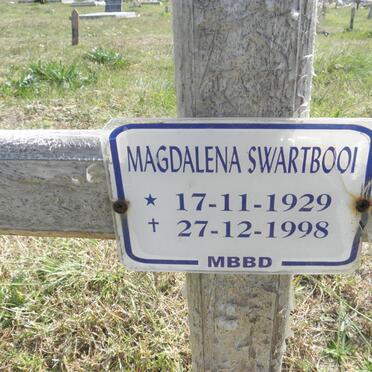 MAGDALENA SWARTBOOI
★ 17-11-1929
✝ 27-12-1998
MBBD